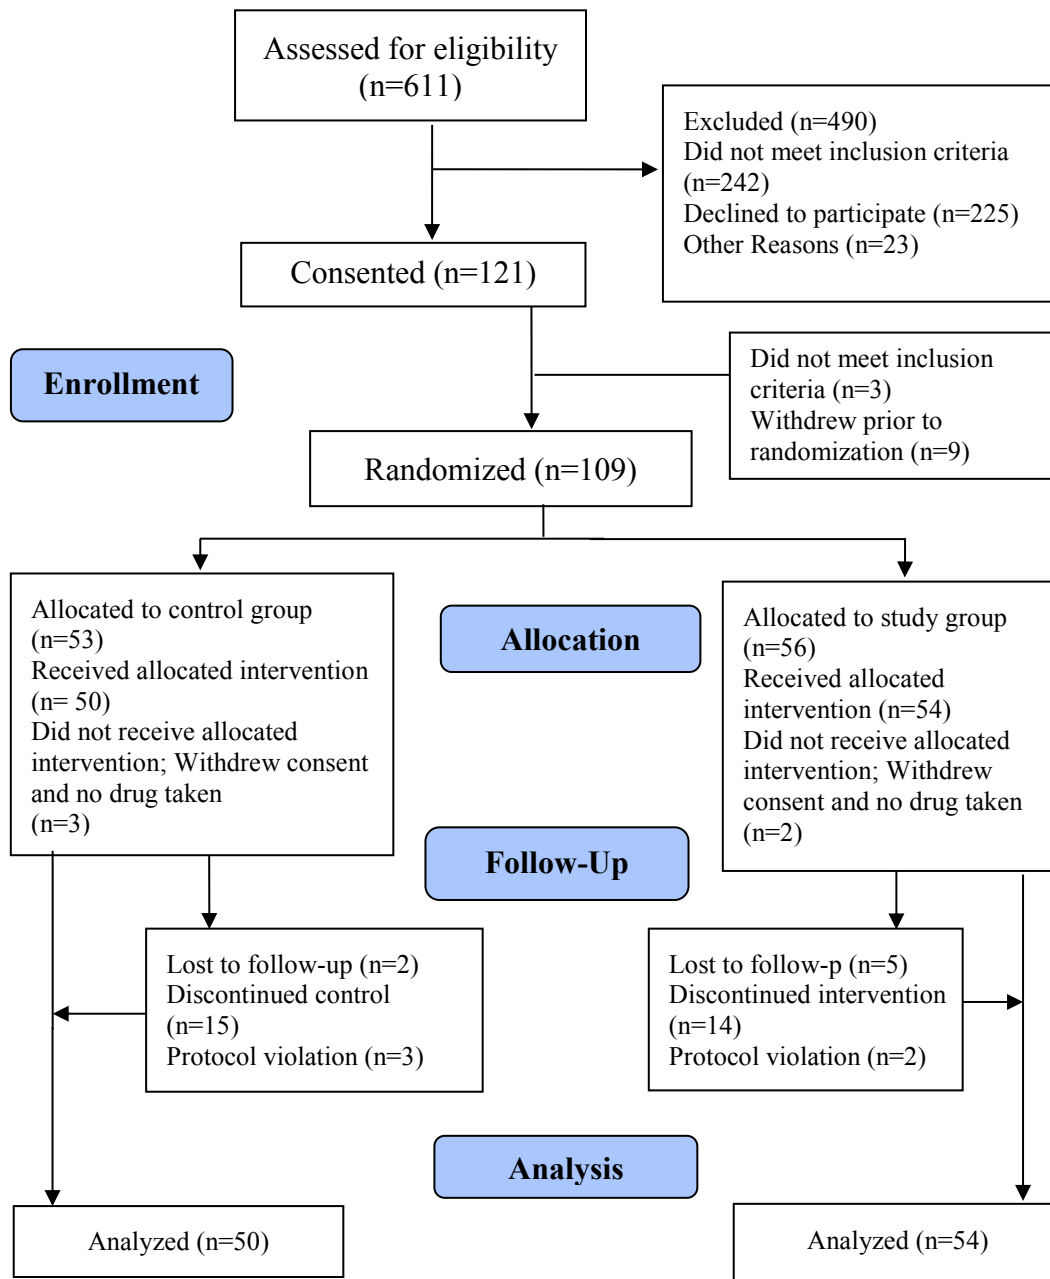 Assessed for eligibility
(n=611)
Excluded (n=490)
Did not meet inclusion criteria
(n=242)
Declined to participate (n=225)
Other Reasons (n=23)
Consented (n=121)
Enrollment
Did not meet inclusion
criteria (n=3)
Withdrew prior to
randomization (n=9)
Randomized (n=109)
Allocated to control group
(n=53)
Received allocated intervention
(n= 50)
Did not receive allocated
intervention; Withdrew consent
and no drug taken
(n=3)
Allocation
Allocated to study group
(n=56)
Received allocated
intervention (n=54)
Did not receive allocated
intervention; Withdrew
consent and no drug taken
(n=2)
Follow-Up
Lost to follow-up (n=2)
Discontinued control
(n=15)
Protocol violation (n=3)
Lost to follow-p (n=5)
Discontinued intervention
(n=14)
Protocol violation (n=2)
Analysis
Analyzed (n=50)
Analyzed (n=54)